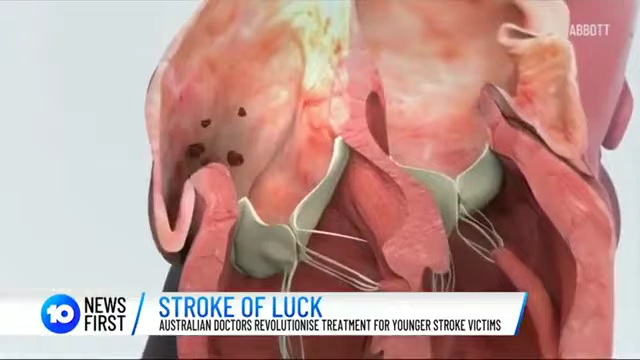 ABBOTT
10 NEWS
FIRST
STROKE OF LUCK
AUSTRALIAN DOCTORS REVOLUTIONISE TREATMENT FOR YOUNGER STROKE VICTIMS